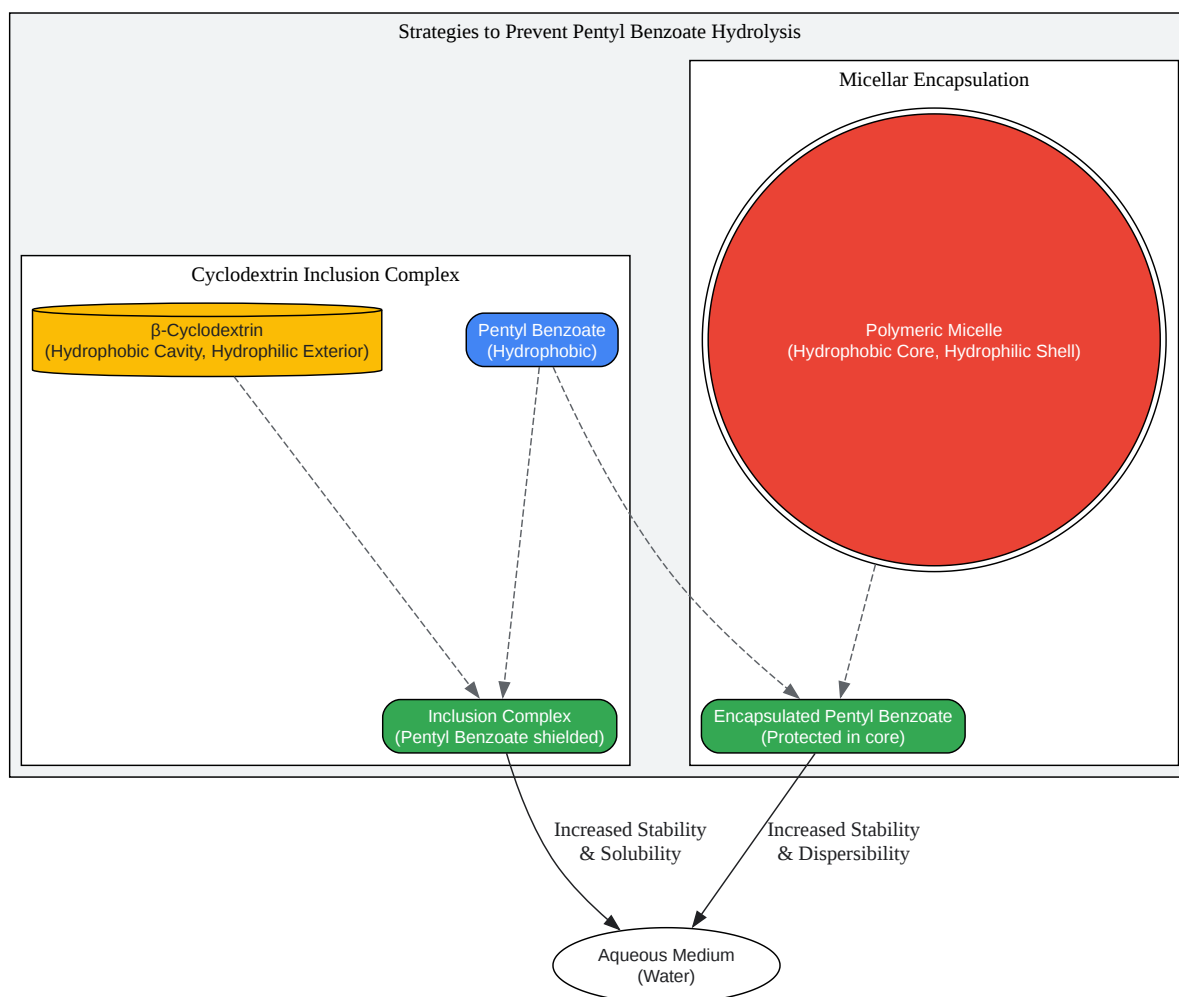 Strategies to Prevent Pentyl Benzoate Hydrolysis
Micellar Encapsulation
Cyclodextrin Inclusion Complex
β-Cyclodextrin
(Hydrophobic Cavity, Hydrophilic Exterior)
Pentyl Benzoate
(Hydrophobic)
Polymeric Micelle
(Hydrophobic Core, Hydrophilic Shell)
Inclusion Complex
(Pentyl Benzoate shielded)
Encapsulated Pentyl Benzoate
(Protected in core)
Increased Stability
& Solubility
Increased Stability
& Dispersibility
Aqueous Medium
(Water)